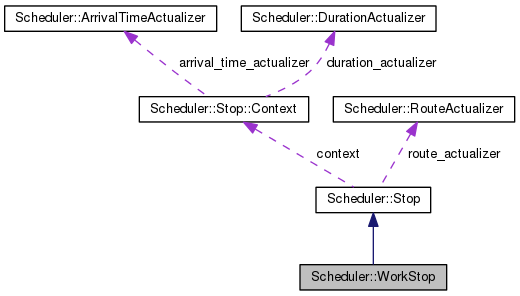 Scheduler::ArrivalTimeActualizer
Scheduler::DurationActualizer
arrival_time_actualizer
duration_actualizer
Scheduler::Stop::Context
Scheduler::RouteActualizer
context
route_actualizer
Scheduler::Stop
Scheduler::WorkStop